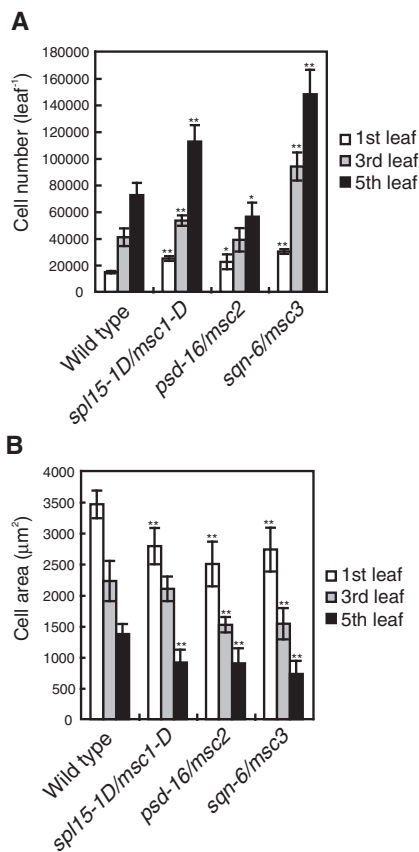 A
Cell number (leaf⁻¹)
180000
160000
140000
120000
100000
80000
60000
40000
20000
0
** ** **
* *
** ** **
1st leaf
3rd leaf
5th leaf
Wild type
spl15-1D/msc1-D
psd-16/msc2
sqn-6/msc3
B
Cell area (μm²)
4000
3500
3000
2500
2000
1500
1000
500
0
** **
** ** **
** ** **
1st leaf
3rd leaf
5th leaf
Wild type
spl15-1D/msc1-D
psd-16/msc2
sqn-6/msc3